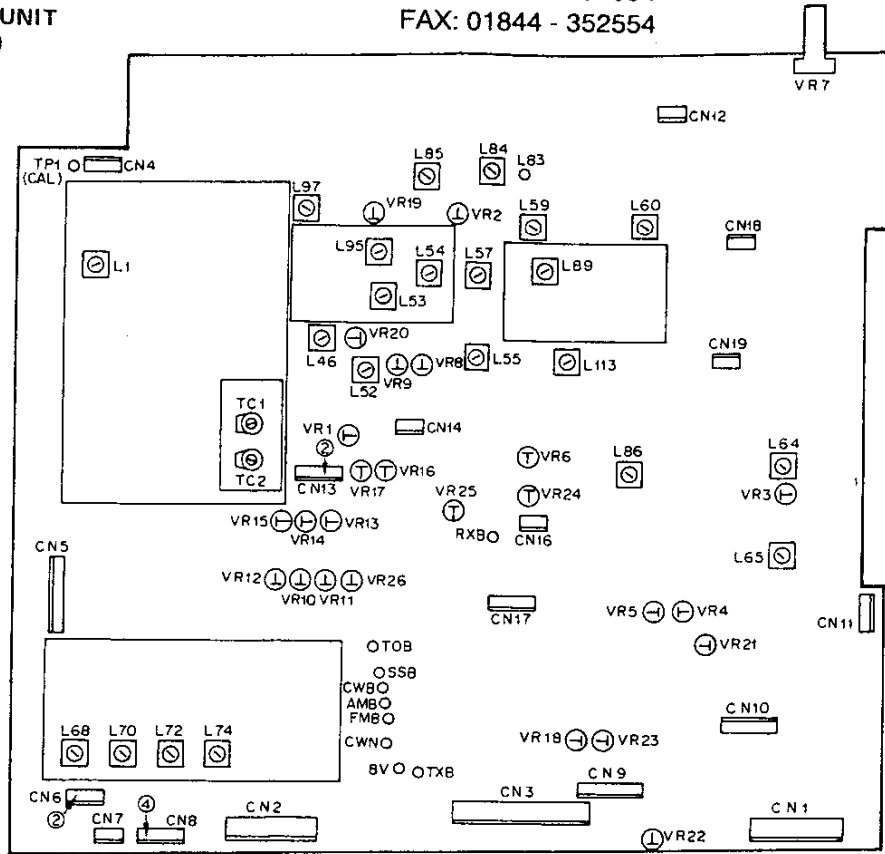 UNIT
FAX: 01844 - 352554
VR7
CN12
TP1
(CAL)
CN4
L85
L84
L83
L97
VR19
VR2
L59
L60
CN18
L1
L95
L54
L57
L89
L53
VR20
L46
L52
VR9
VR8
L55
L113
CN19
TC1
TC2
VR1
②
CN14
CN13
VR17
VR16
VR6
L86
L64
VR25
VR24
VR3
VR15
VR14
VR13
RXB
CN16
L65
CN5
VR12
VR10
VR11
VR26
CN17
VR5
VR4
CN11
VR21
TOB
SSB
CWB
AMB
FMB
CWN
8V
TXB
L68
L70
L72
L74
CN10
VR18
VR23
CN6
②
CN7
④
CN8
CN2
CN3
CN9
VR22
CN1